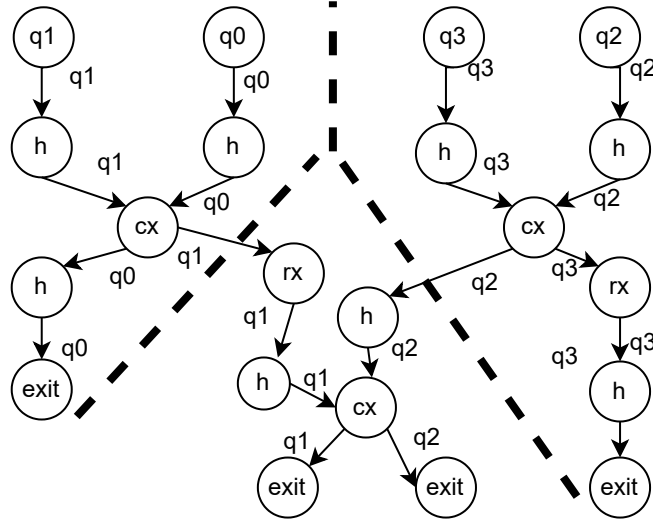 q1 q0 q3 q2
q1 q0 q3 q2
h h h h
q1 q0 q3 q2
cx cx
q0 q1 q2 q3
h rx h rx
q0 q1 q2 q3 q3
exit h q1 cx h
q1 q2
exit exit exit